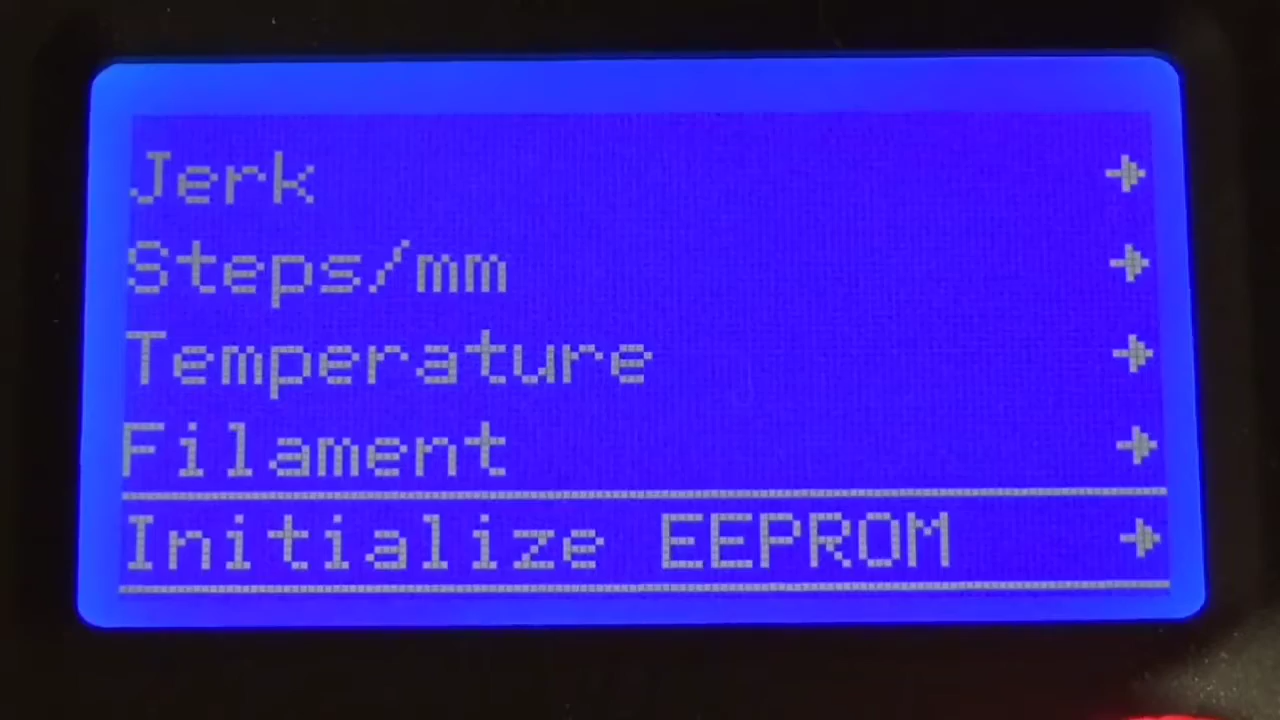 Jerk
Steps/mm
Temperature
Filament
Initialize EEPROM